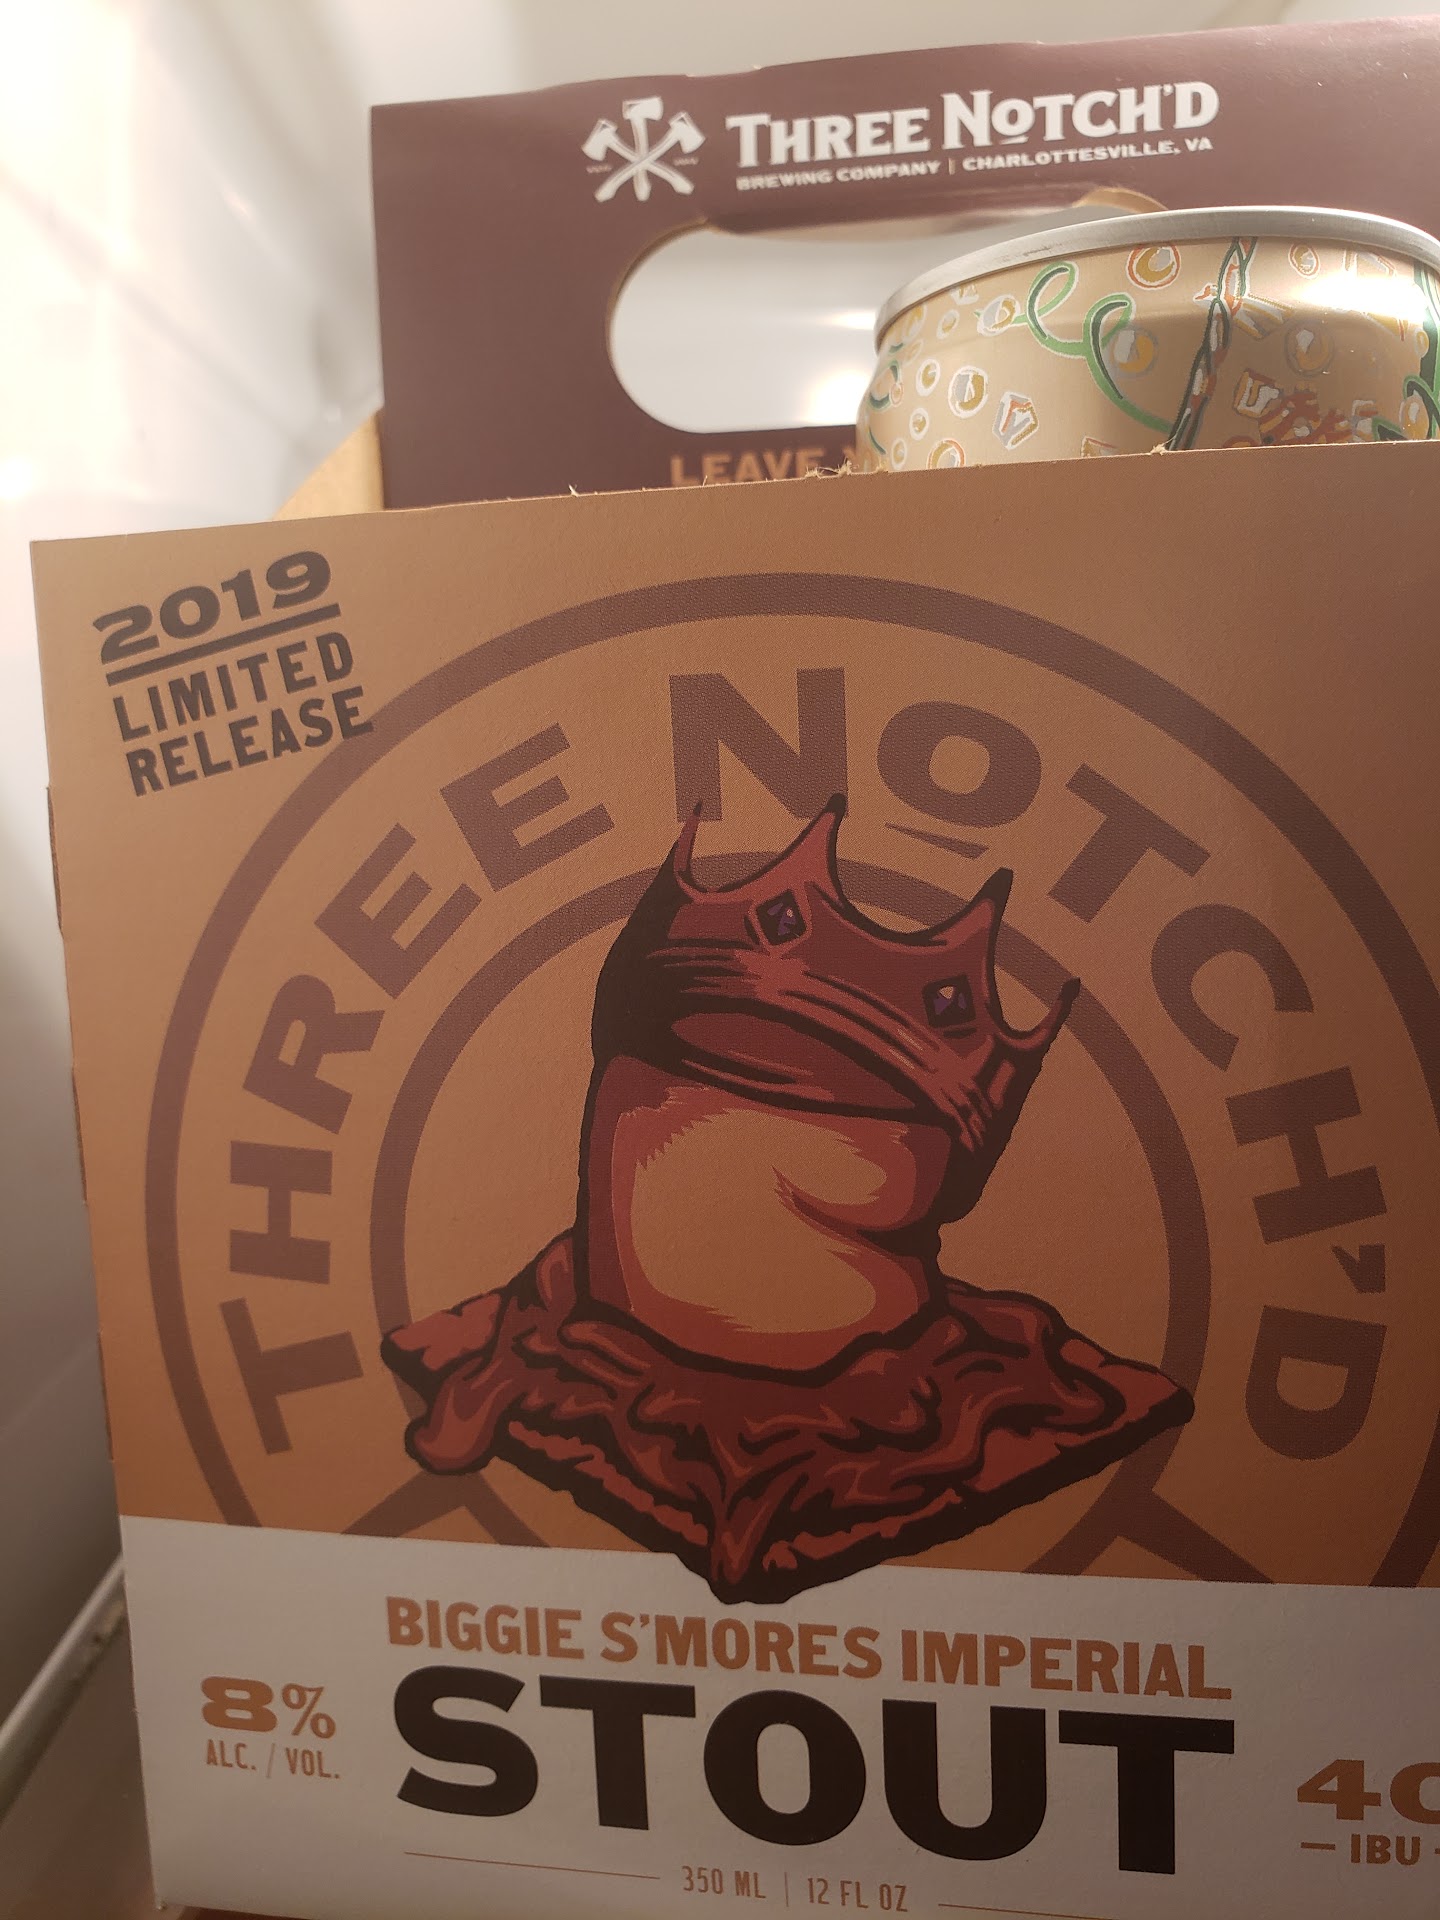 THREE NOTCH'D
BREWING COMPANY | CHARLOTTESVILLE, VA
LEAVE
2019
LIMITED
RELEASE
THREE NOTCH'D
BIGGIE S'MORES IMPERIAL
STOUT
8%
ALC. / VOL.
IBU
350 ML | 12 FL OZ